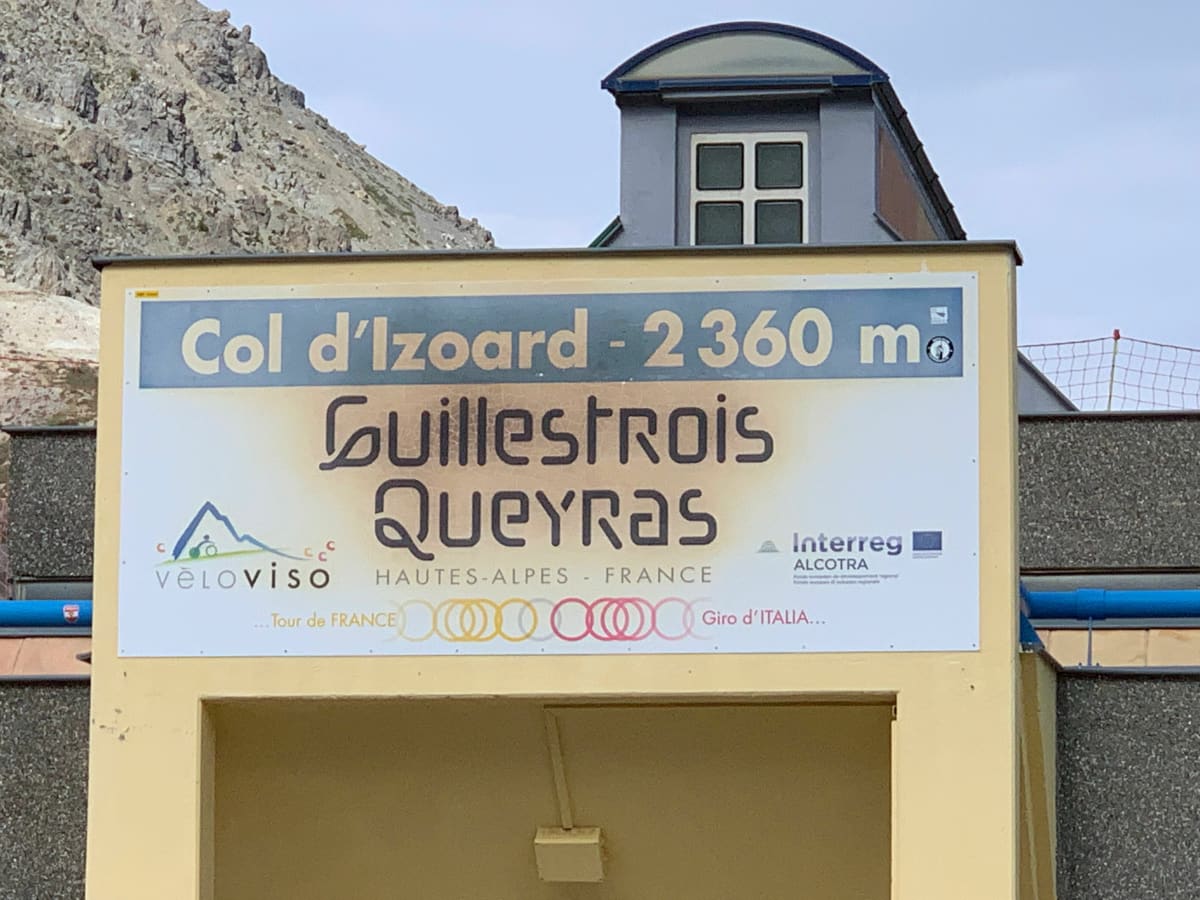 Col d'Izoard - 2 360 m
Guillestrois
Queyras
HAUTES-ALPES - FRANCE
vèloviso
Interreg
ALCOTRA
...Tour de FRANCE
Giro d'ITALIA...